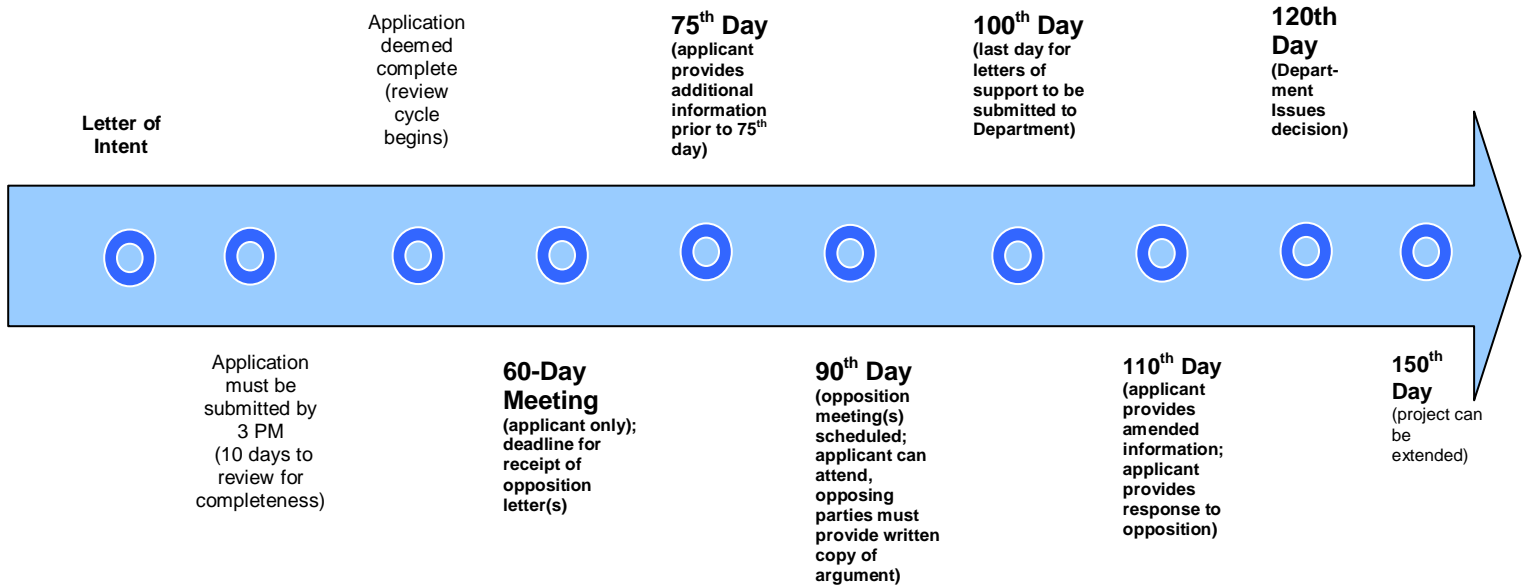 Letter of
Intent
Application
must be
submitted by
3 PM
(10 days to
review for
completeness)
Application
deemed
complete
(review
cycle
begins)
60-Day
Meeting
(applicant only);
deadline for
receipt of
opposition
letter(s)
75th Day
(applicant
provides
additional
information
prior to 75th
day)
90th Day
(opposition
meeting(s)
scheduled;
applicant can
attend,
opposing
parties must
provide written
copy of
argument)
100th Day
(last day for
letters of
support to be
submitted to
Department)
110th Day
(applicant
provides
amended
information;
applicant
provides
response to
opposition)
120th
Day
(Depart-
ment
Issues
decision)
150th
Day
(project can
be
extended)